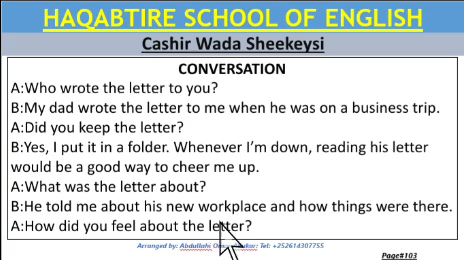 HAQABTIRE SCHOOL OF ENGLISH
Cashir Wada Sheekeysi
CONVERSATION
A:Who wrote the letter to you?
B:My dad wrote the letter to me when he was on a business trip.
A:Did you keep the letter?
B:Yes, I put it in a folder. Whenever I'm down, reading his letter
would be a good way to cheer me up.
A:What was the letter about?
B:He told me about his new workplace and how things were there.
A:How did you feel about the letter?
Arranged by: Abdullahi Tel: +252614307755
Page#103